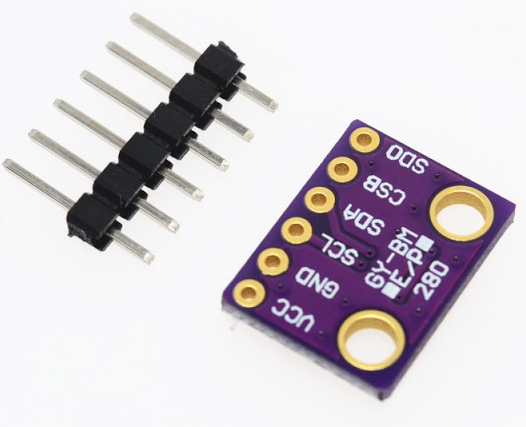 SDO
CSB
SDA
SCL
GND
VCC
GY-BM
E/P
280